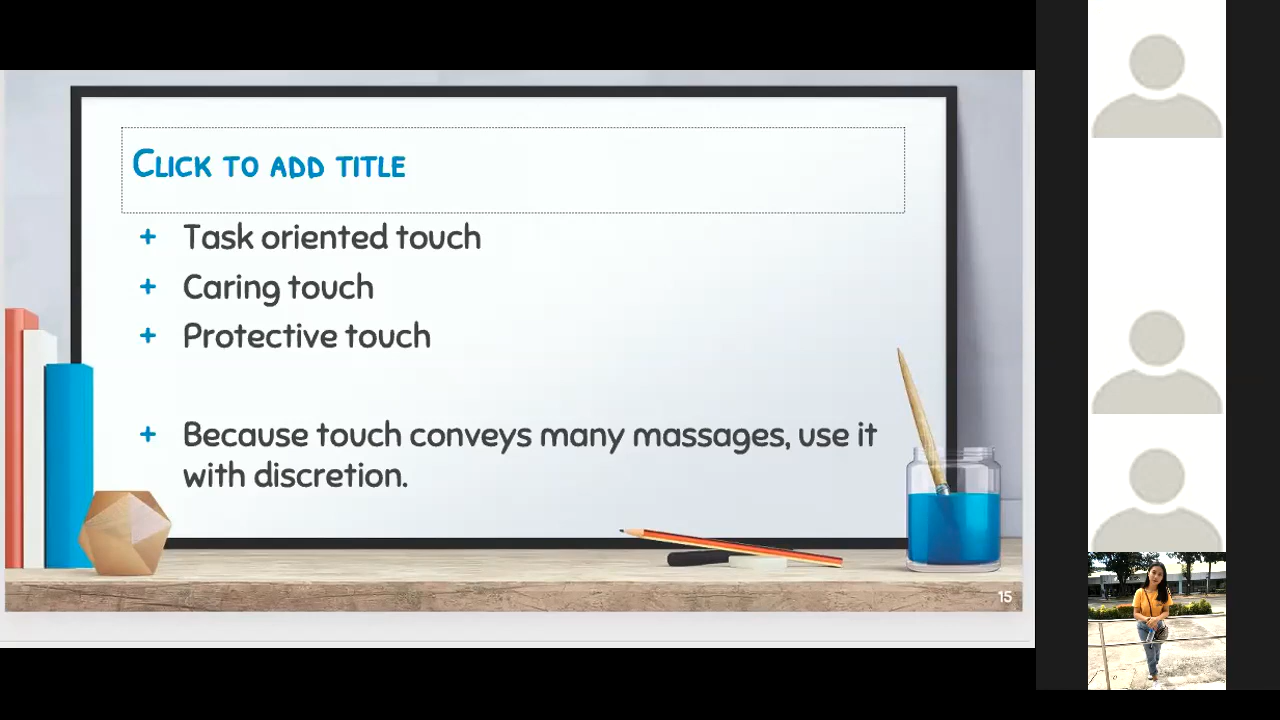 Click to add title
+ Task oriented touch
+ Caring touch
+ Protective touch
+ Because touch conveys many massages, use it
with discretion.
15